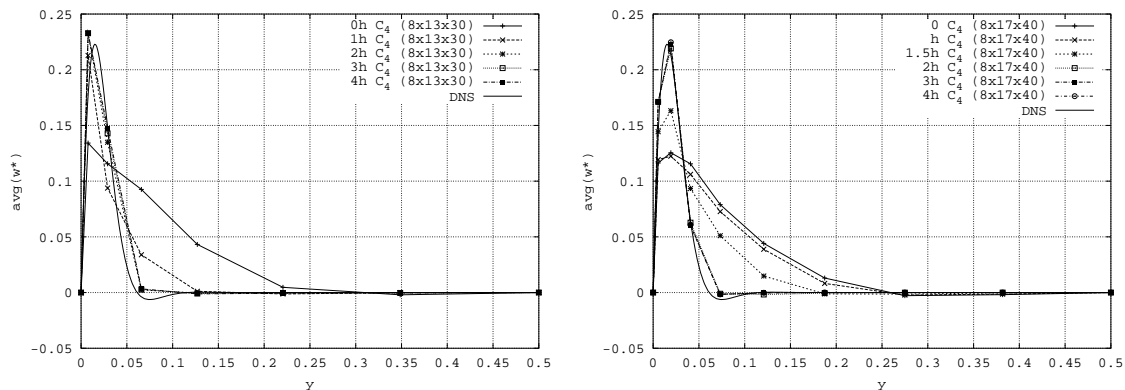 0h C4 (8x13x30)
1h C4 (8x13x30)
2h C4 (8x13x30)
3h C4 (8x13x30)
4h C4 (8x13x30)
DNS
0.25
0.2
0.15
0.1
0.05
0
-0.05
avg(w*)
0 0.05 0.1 0.15 0.2 0.25 0.3 0.35 0.4 0.45 0.5
y
0 C4 (8x17x40)
h C4 (8x17x40)
1.5h C4 (8x17x40)
2h C4 (8x17x40)
3h C4 (8x17x40)
4h C4 (8x17x40)
DNS
0.25
0.2
0.15
0.1
0.05
0
-0.05
avg(w*)
0 0.05 0.1 0.15 0.2 0.25 0.3 0.35 0.4 0.45 0.5
y